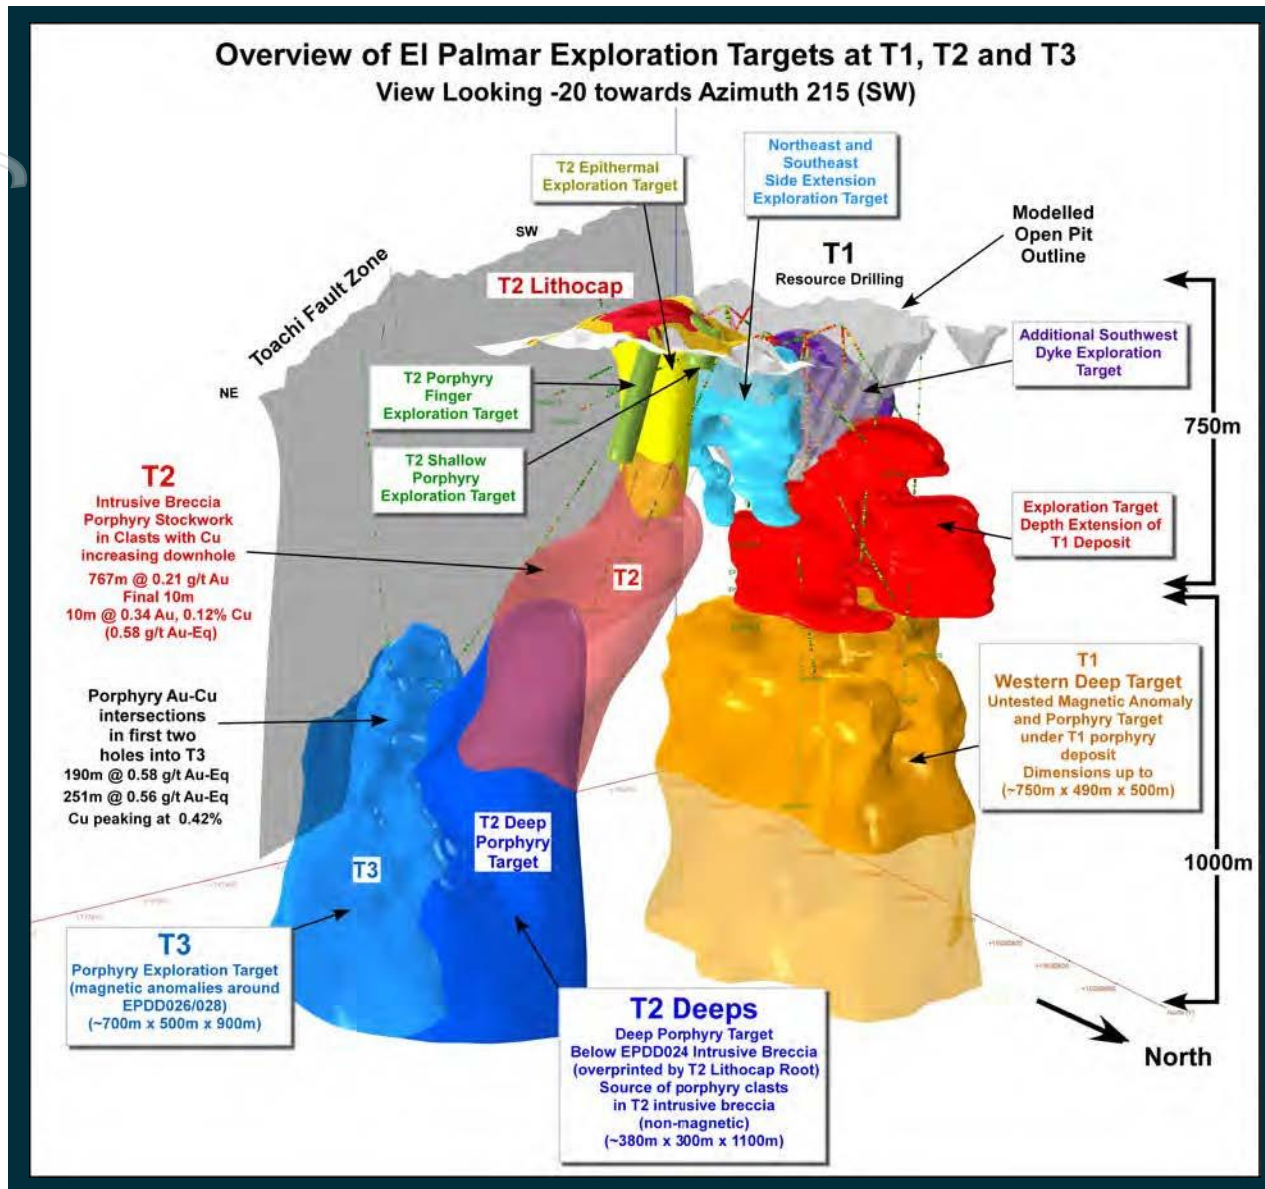 Overview of El Palmar Exploration Targets at T1, T2 and T3
View Looking -20 towards Azimuth 215 (SW)
T2 Epithermal
Exploration Target
Northeast and
Southeast
Side Extension
Exploration Target
Modelled
Open Pit
Outline
SW
T1
Resource Drilling
Toachi Fault Zone
T2 Lithocap
NE
Additional Southwest
Dyke Exploration
Target
T2 Porphyry
Finger
Exploration Target
750m
T2 Shallow
Porphyry
Exploration Target
T2
Intrusive Breccia
Porphyry Stockwork
in Clasts with Cu
increasing downhole
767m @ 0.21 g/t Au
Final 10m
10m @ 0.34 Au, 0.12% Cu
(0.58 g/t Au-Eq)
Exploration Target
Depth Extension of
T1 Deposit
T2
T1
Western Deep Target
Untested Magnetic Anomaly
and Porphyry Target
under T1 porphyry
deposit
Dimensions up to
(~750m x 490m x 500m)
Porphyry Au-Cu
intersections
in first two
holes into T3
190m @ 0.58 g/t Au-Eq
251m @ 0.56 g/t Au-Eq
Cu peaking at 0.42%
T2 Deep
Porphyry
Target
T3
1000m
T3
Porphyry Exploration Target
(magnetic anomalies around
EPDD026/028)
(~700m x 500m x 900m)
T2 Deeps
Deep Porphyry Target
Below EPDD024 Intrusive Breccia
(overprinted by T2 Lithocap Root)
Source of porphyry clasts
in T2 intrusive breccia
(non-magnetic)
(~380m x 300m x 1100m)
North